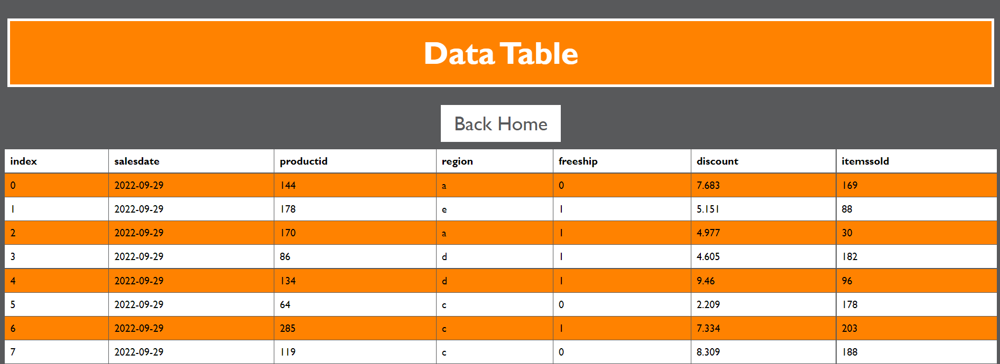 Data Table
Back Home
index salesdate productid region freeship discount itemssold
0 2022-09-29 144 a 0 7.683 169
1 2022-09-29 178 e 1 5.151 88
2 2022-09-29 170 a 1 4.977 30
3 2022-09-29 86 d 1 4.605 182
4 2022-09-29 134 d 1 9.46 96
5 2022-09-29 64 c 0 2.209 178
6 2022-09-29 285 c 1 7.334 203
7 2022-09-29 119 c 0 8.309 188